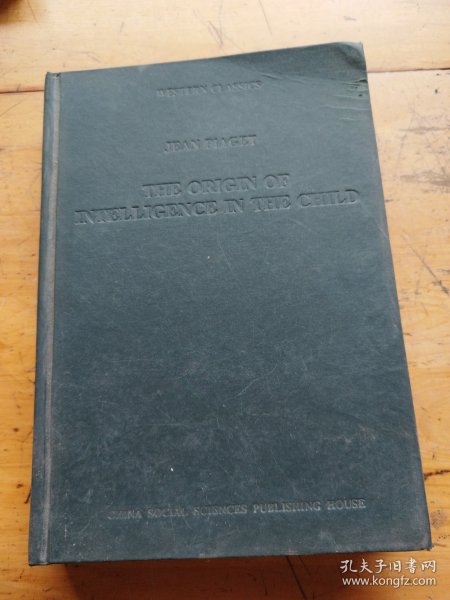 WESTERN CLASSICS
JEAN PIAGET
THE ORIGIN OF
INTELLIGENCE IN THE CHILD
CHINA SOCIAL SCIENCES PUBLISHING HOUSE
孔夫子旧书网
www.kongfz.com